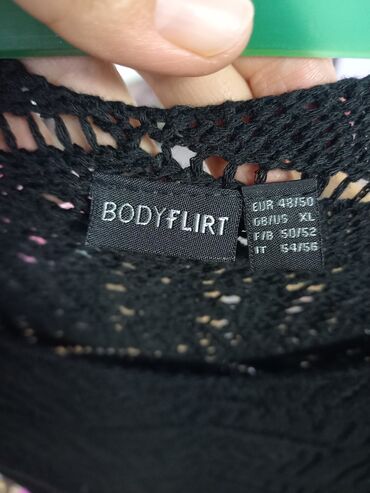 BODYFLIRT
EUR 48/50
GB/US XL
F/B 50/52
IT 54/56